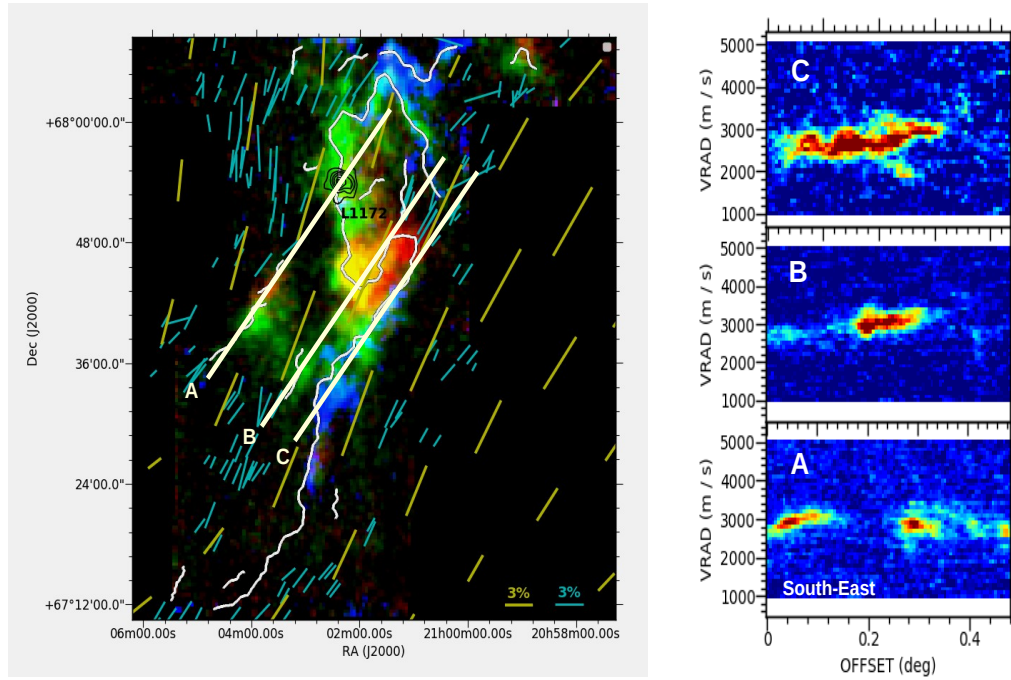 +68°00'00.0"
48'00.0"
36'00.0"
24'00.0"
+67°12'00.0"
Dec (J2000)
L1172
A
B
C
3%
3%
06m00.00s
04m00.00s
02m00.00s
21h00m00.00s
20h58m00.00s
RA (J2000)
C
5000
4000
3000
2000
1000
VRAD (m / s)
B
5000
4000
3000
2000
1000
VRAD (m / s)
A
5000
4000
3000
2000
1000
VRAD (m / s)
South-East
0
0.2
0.4
OFFSET (deg)